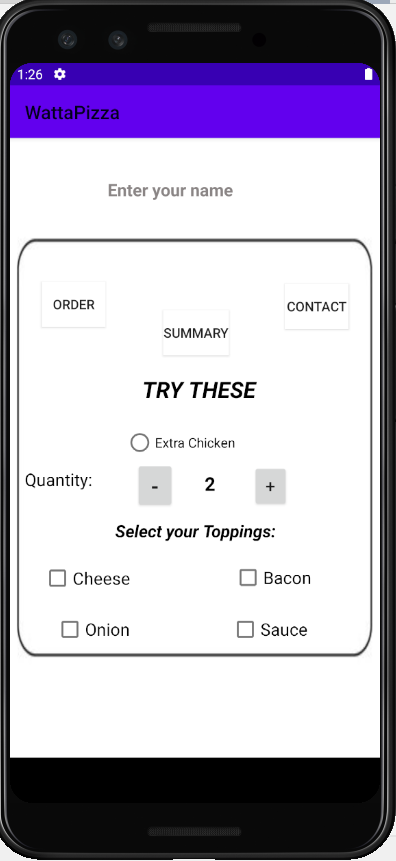 1:26
WattaPizza
Enter your name
ORDER
CONTACT
SUMMARY
TRY THESE
Extra Chicken
Quantity: - 2 +
Select your Toppings:
Cheese Bacon
Onion Sauce